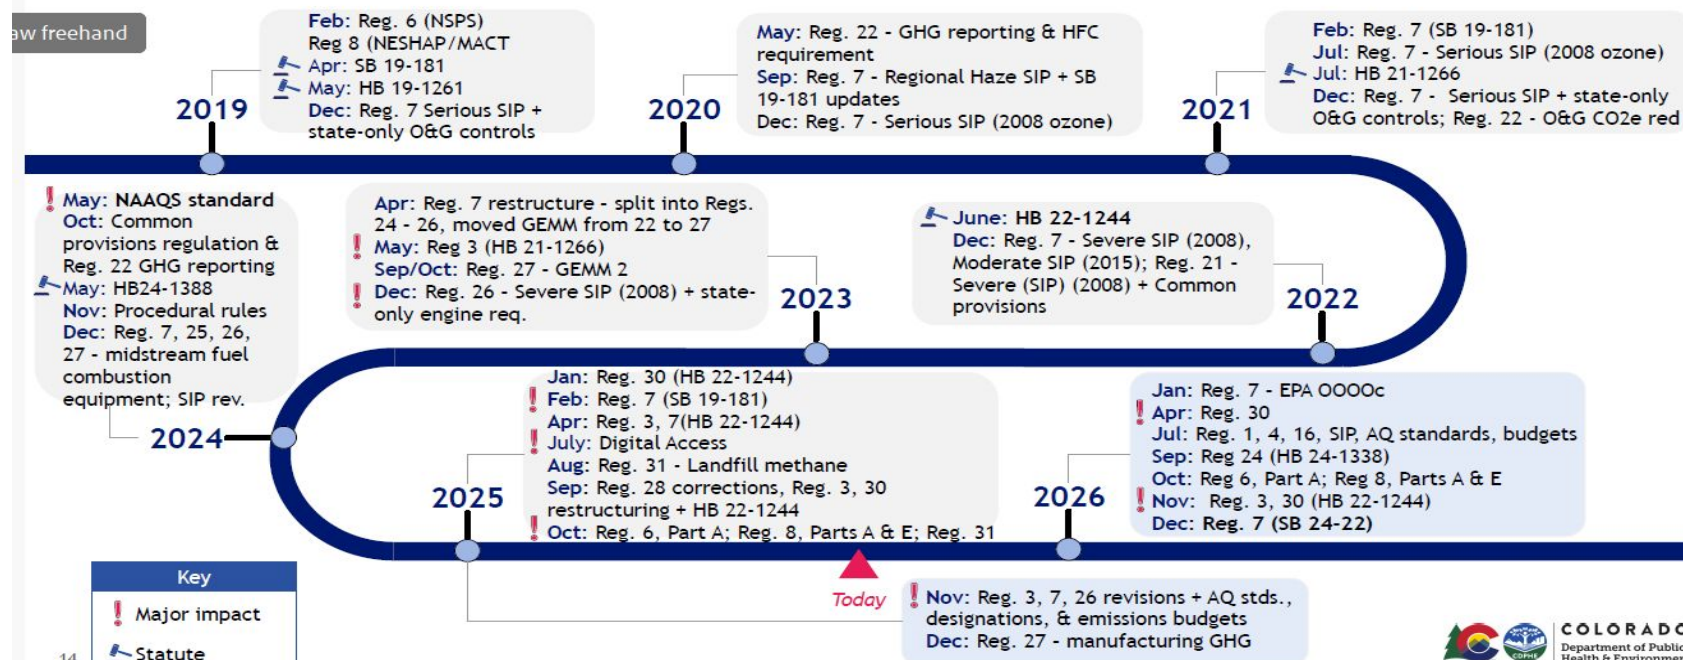 aw freehand
2019
Feb: Reg. 6 (NSPS)
Reg 8 (NESHAP/MACT
Apr: SB 19-181
May: HB 19-1261
Dec: Reg. 7 Serious SIP +
state-only O&G controls
2020
May: Reg. 22 - GHG reporting & HFC
requirement
Sep: Reg. 7 - Regional Haze SIP + SB
19-181 updates
Dec: Reg. 7 - Serious SIP (2008 ozone)
2021
Feb: Reg. 7 (SB 19-181)
Jul: Reg. 7 - Serious SIP (2008 ozone)
Jul: HB 21-1266
Dec: Reg. 7 - Serious SIP + state-only
O&G controls; Reg. 22 - O&G CO2e red
June: HB 22-1244
Dec: Reg. 7 - Severe SIP (2008),
Moderate SIP (2015); Reg. 21 -
Severe (SIP) (2008) + Common
provisions
2022
Apr: Reg. 7 restructure - split into Regs.
24 - 26, moved GEMM from 22 to 27
May: Reg 3 (HB 21-1266)
Sep/Oct: Reg. 27 - GEMM 2
Dec: Reg. 26 - Severe SIP (2008) + state-
only engine req.
2023
May: NAAQS standard
Oct: Common
provisions regulation &
Reg. 22 GHG reporting
May: HB24-1388
Nov: Procedural rules
Dec: Reg. 7, 25, 26,
27 - midstream fuel
combustion
equipment; SIP rev.
2024
2025
Jan: Reg. 30 (HB 22-1244)
Feb: Reg. 7 (SB 19-181)
Apr: Reg. 3, 7(HB 22-1244)
July: Digital Access
Aug: Reg. 31 - Landfill methane
Sep: Reg. 28 corrections, Reg. 3, 30
restructuring + HB 22-1244
Oct: Reg. 6, Part A; Reg. 8, Parts A & E; Reg. 31
Today
Nov: Reg. 3, 7, 26 revisions + AQ stds.,
designations, & emissions budgets
Dec: Reg. 27 - manufacturing GHG
2026
Jan: Reg. 7 - EPA OOOOc
Apr: Reg. 30
Jul: Reg. 1, 4, 16, SIP, AQ standards, budgets
Sep: Reg 24 (HB 24-1338)
Oct: Reg 6, Part A; Reg 8, Parts A & E
Nov: Reg. 3, 30 (HB 22-1244)
Dec: Reg. 7 (SB 24-22)
Key
Major impact
Statute
14
CDPHE
COLORADO
Department of Public
Health & Environment